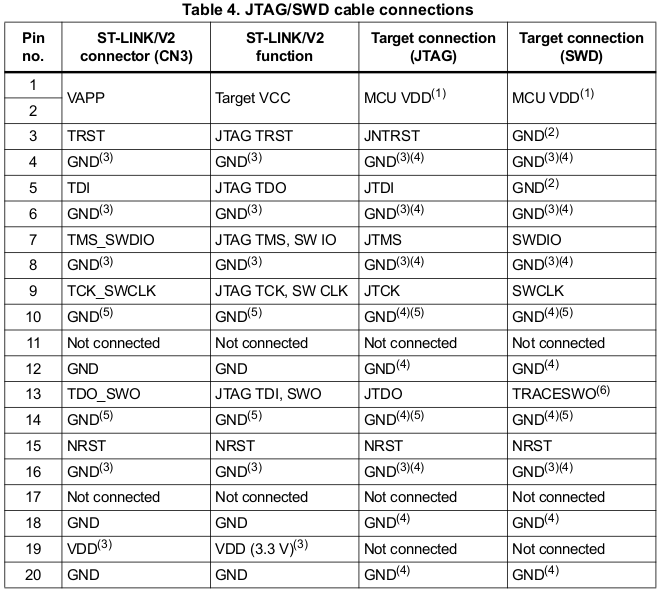 Table 4. JTAG/SWD cable connections
Pin no. ST-LINK/V2 connector (CN3) ST-LINK/V2 function Target connection (JTAG) Target connection (SWD)
1 VAPP Target VCC MCU VDD(1) MCU VDD(1)
2
3 TRST JTAG TRST JNTRST GND(2)
4 GND(3) GND(3) GND(3)(4) GND(3)(4)
5 TDI JTAG TDO JTDI GND(2)
6 GND(3) GND(3) GND(3)(4) GND(3)(4)
7 TMS_SWDIO JTAG TMS, SW IO JTMS SWDIO
8 GND(3) GND(3) GND(3)(4) GND(3)(4)
9 TCK_SWCLK JTAG TCK, SW CLK JTCK SWCLK
10 GND(5) GND(5) GND(4)(5) GND(4)(5)
11 Not connected Not connected Not connected Not connected
12 GND GND GND(4) GND(4)
13 TDO_SWO JTAG TDI, SWO JTDO TRACESWO(6)
14 GND(5) GND(5) GND(4)(5) GND(4)(5)
15 NRST NRST NRST NRST
16 GND(3) GND(3) GND(3)(4) GND(3)(4)
17 Not connected Not connected Not connected Not connected
18 GND GND GND(4) GND(4)
19 VDD(3) VDD (3.3 V)(3) Not connected Not connected
20 GND GND GND(4) GND(4)